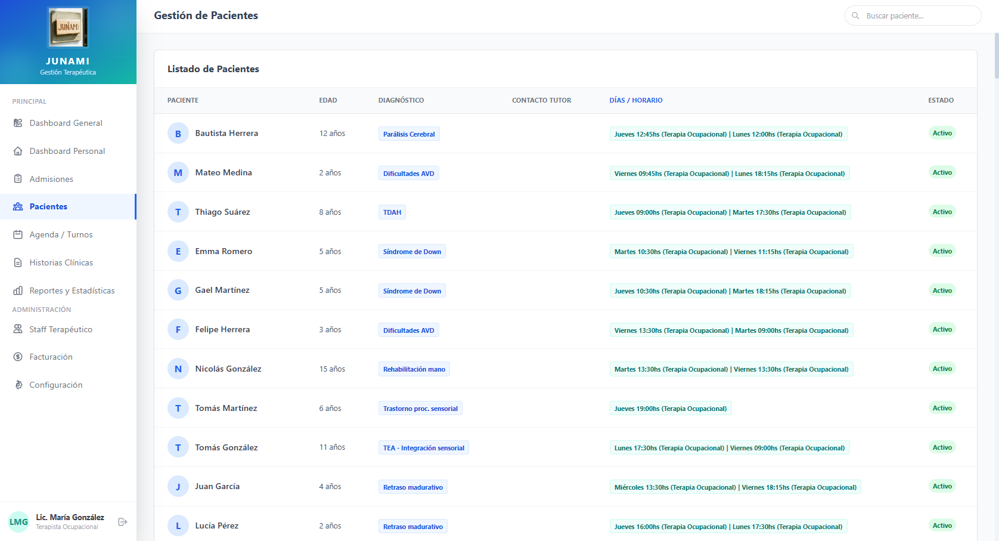 JUNAMI
JUNAMI
Gestión Terapéutica
PRINCIPAL
Dashboard General
Dashboard Personal
Admisiones
Pacientes
Agenda / Turnos
Historias Clínicas
Reportes y Estadísticas
ADMINISTRACIÓN
Staff Terapéutico
Facturación
Configuración
LMG
Lic. María González
Terapista Ocupacional
Gestión de Pacientes
Buscar paciente...
Listado de Pacientes
PACIENTE EDAD DIAGNÓSTICO CONTACTO TUTOR DÍAS / HORARIO ESTADO
B Bautista Herrera 12 años Parálisis Cerebral Jueves 12:45hs (Terapia Ocupacional) | Lunes 12:00hs (Terapia Ocupacional) Activo
M Mateo Medina 2 años Dificultades AVD Viernes 09:45hs (Terapia Ocupacional) | Lunes 18:15hs (Terapia Ocupacional) Activo
T Thiago Suárez 8 años TDAH Jueves 09:00hs (Terapia Ocupacional) | Martes 17:30hs (Terapia Ocupacional) Activo
E Emma Romero 5 años Síndrome de Down Martes 10:30hs (Terapia Ocupacional) | Viernes 11:15hs (Terapia Ocupacional) Activo
G Gael Martínez 5 años Síndrome de Down Jueves 10:30hs (Terapia Ocupacional) | Martes 18:15hs (Terapia Ocupacional) Activo
F Felipe Herrera 3 años Dificultades AVD Viernes 13:30hs (Terapia Ocupacional) | Martes 09:00hs (Terapia Ocupacional) Activo
N Nicolás González 15 años Rehabilitación mano Martes 13:30hs (Terapia Ocupacional) | Viernes 13:30hs (Terapia Ocupacional) Activo
T Tomás Martínez 6 años Trastorno proc. sensorial Jueves 19:00hs (Terapia Ocupacional) Activo
T Tomás González 11 años TEA - Integración sensorial Lunes 17:30hs (Terapia Ocupacional) | Viernes 09:00hs (Terapia Ocupacional) Activo
J Juan García 4 años Retraso madurativo Miércoles 13:30hs (Terapia Ocupacional) | Viernes 18:15hs (Terapia Ocupacional) Activo
L Lucía Pérez 2 años Retraso madurativo Jueves 16:00hs (Terapia Ocupacional) | Lunes 17:30hs (Terapia Ocupacional) Activo